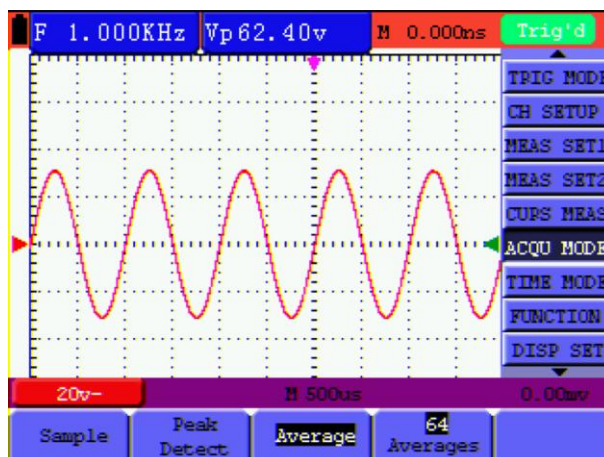 F 1.000KHz
Vp62.40v
M 0.000ns
Trig'd
TRIG MODE
CH SETUP
MEAS SET1
MEAS SET2
CUPS MEAS
ACQU MODE
TIME MODE
FUNCTION
DISP SET
20v-
M 500us
0.00mv
Sample
Peak
Detect
Average
64
Averages